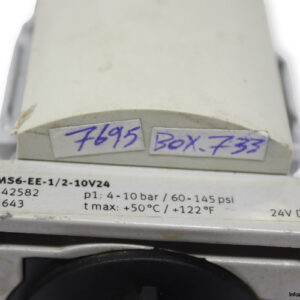 7695 BOX-733
MS6-EE-1/2-10V24
42582 p1: 4-10 bar / 60-145 psi
643 t max: +50°C / +122°F 24V D